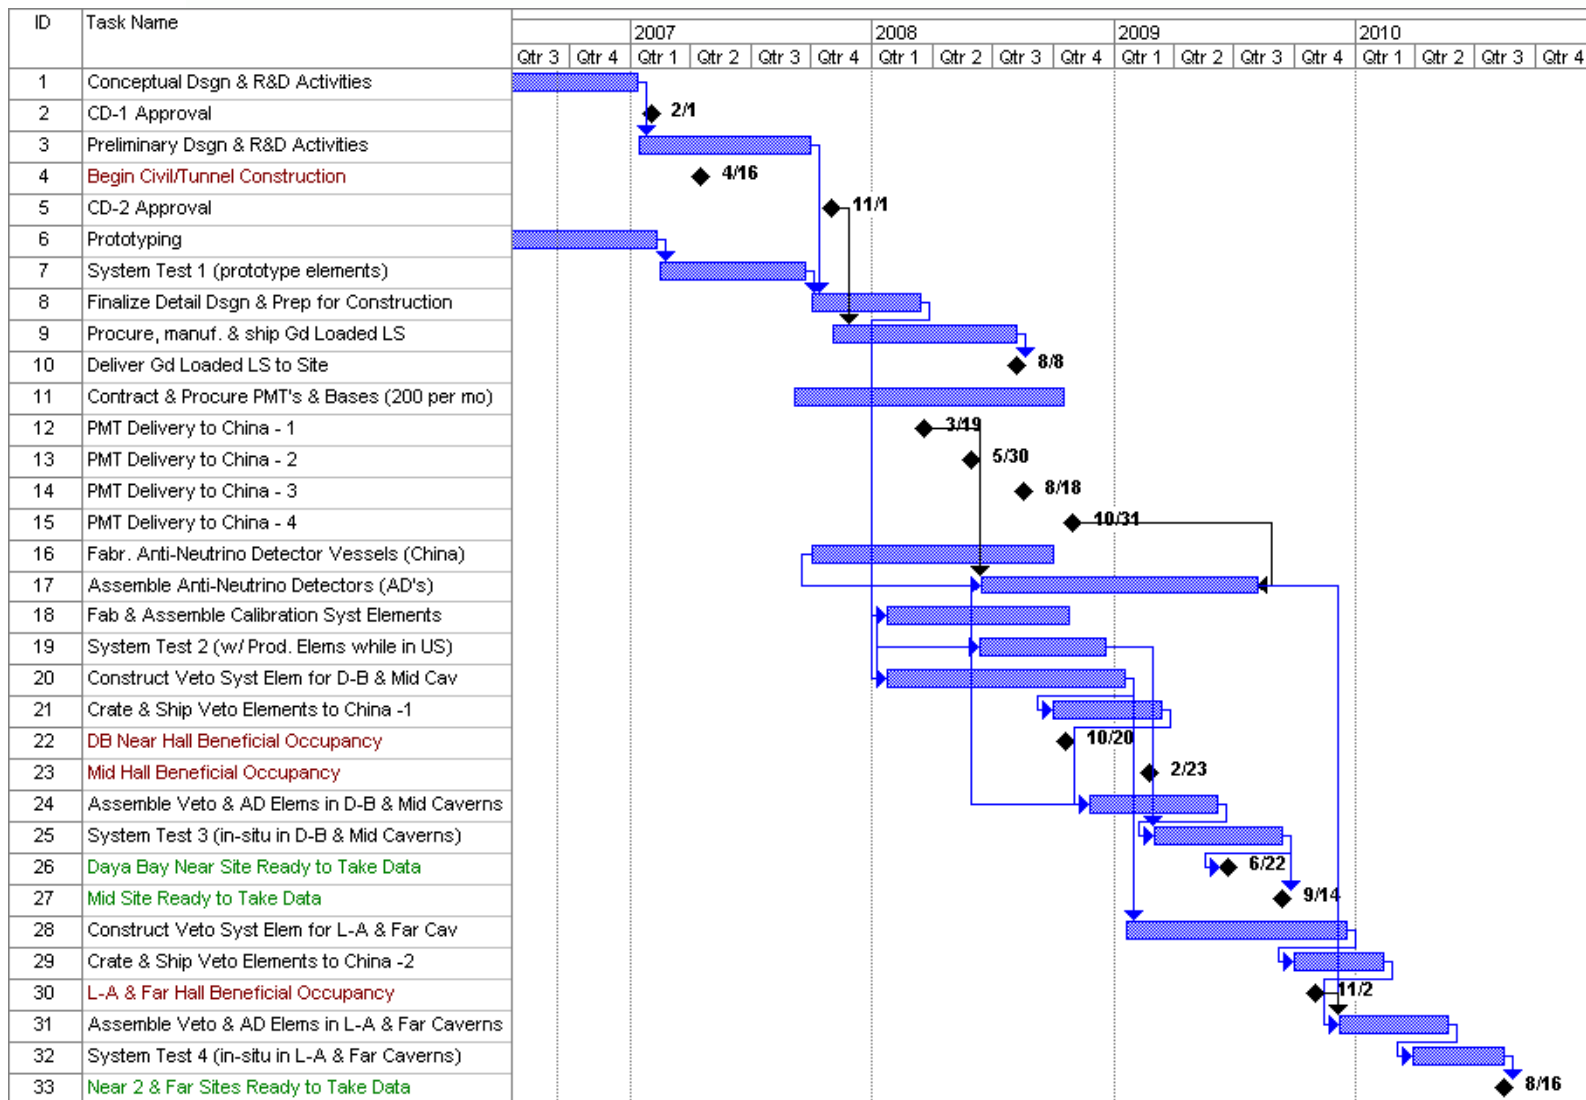 ID Task Name
2007 2008 2009 2010
Qtr 3 Qtr 4 Qtr 1 Qtr 2 Qtr 3 Qtr 4 Qtr 1 Qtr 2 Qtr 3 Qtr 4 Qtr 1 Qtr 2 Qtr 3 Qtr 4 Qtr 1 Qtr 2 Qtr 3 Qtr 4
1 Conceptual Dsgn & R&D Activities
2 CD-1 Approval 2/1
3 Preliminary Dsgn & R&D Activities
4 Begin Civil/Tunnel Construction 4/16
5 CD-2 Approval 11/1
6 Prototyping
7 System Test 1 (prototype elements)
8 Finalize Detail Dsgn & Prep for Construction
9 Procure, manuf. & ship Gd Loaded LS
10 Deliver Gd Loaded LS to Site 8/8
11 Contract & Procure PMT's & Bases (200 per mo)
12 PMT Delivery to China - 1 3/19
13 PMT Delivery to China - 2 5/30
14 PMT Delivery to China - 3 8/18
15 PMT Delivery to China - 4 10/31
16 Fabr. Anti-Neutrino Detector Vessels (China)
17 Assemble Anti-Neutrino Detectors (AD's)
18 Fab & Assemble Calibration Syst Elements
19 System Test 2 (w/ Prod. Elems while in US)
20 Construct Veto Syst Elem for D-B & Mid Cav
21 Crate & Ship Veto Elements to China -1
22 DB Near Hall Beneficial Occupancy 10/20
23 Mid Hall Beneficial Occupancy 2/23
24 Assemble Veto & AD Elems in D-B & Mid Caverns
25 System Test 3 (in-situ in D-B & Mid Caverns)
26 Daya Bay Near Site Ready to Take Data 6/22
27 Mid Site Ready to Take Data 9/14
28 Construct Veto Syst Elem for L-A & Far Cav
29 Crate & Ship Veto Elements to China -2
30 L-A & Far Hall Beneficial Occupancy 11/2
31 Assemble Veto & AD Elems in L-A & Far Caverns
32 System Test 4 (in-situ in L-A & Far Caverns)
33 Near 2 & Far Sites Ready to Take Data 8/16